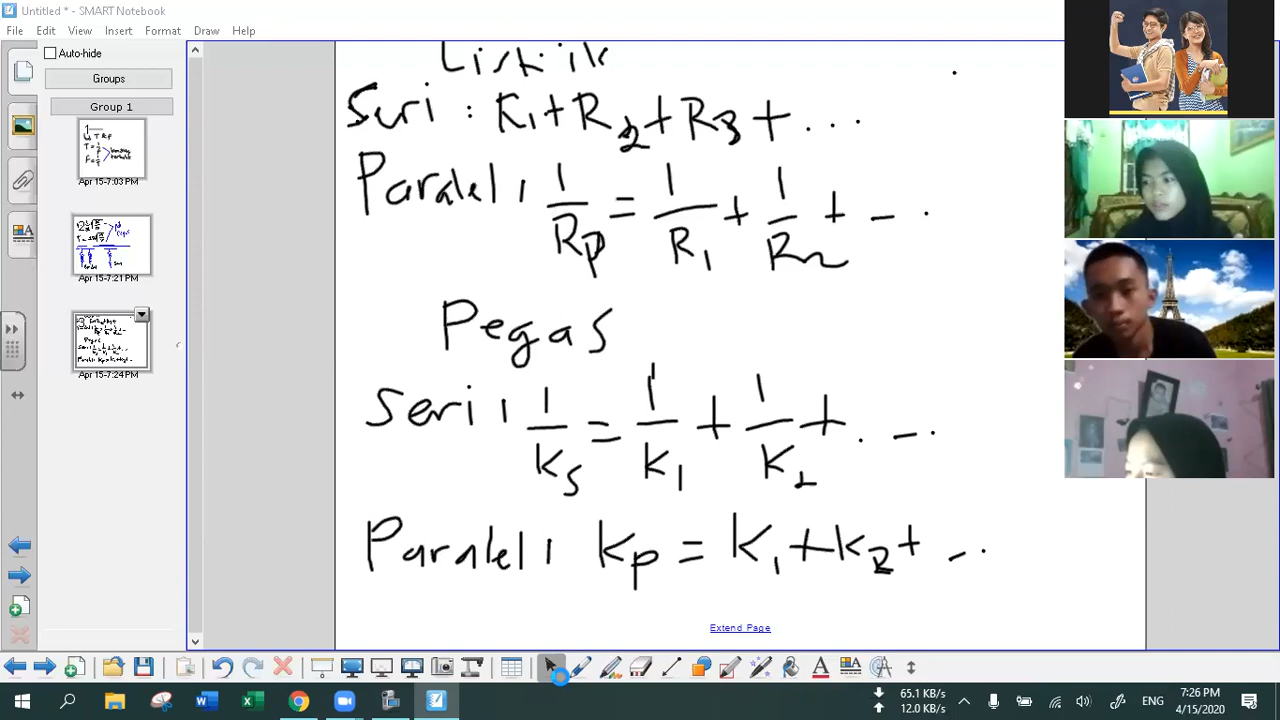 Untitled * - SMART Notebook
File Edit View Insert Format Draw Help
Auto-hide
Groups
Group 1
Apr 15-7:03 PM
Apr 15-7:21 PM
Apr 15-7:24 PM
Listrik
Seri : R1 + R2 + R3 + ...
Paralel : 1/Rp = 1/R1 + 1/R2 + - .
Pegas
Seri : 1/ks = 1/k1 + 1/k2 + . - .
Paralel : kp = k1 + k2 + - .
Extend Page
65.1 KB/s
12.0 KB/s
ENG
7:26 PM
4/15/2020